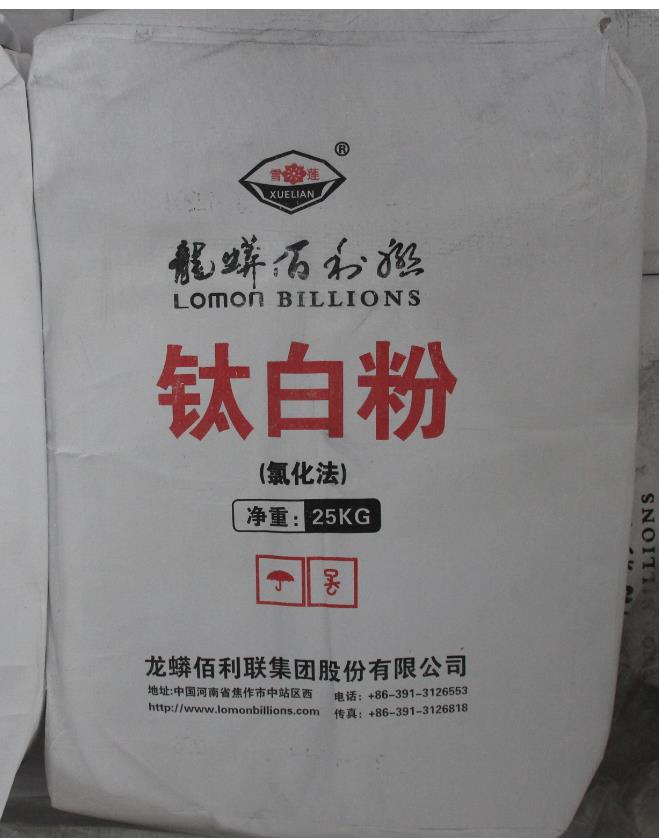 ®
雪莲
XUELIAN
龍蟒佰利聯
LOMON BILLIONS
钛白粉
(氯化法)
净重: 25KG
龙蟒佰利联集团股份有限公司
地址:中国河南省焦作市中站区西 电话: +86-391-3126553
http://www.lomonbillions.com 传真: +86-391-3126818
LLIONS